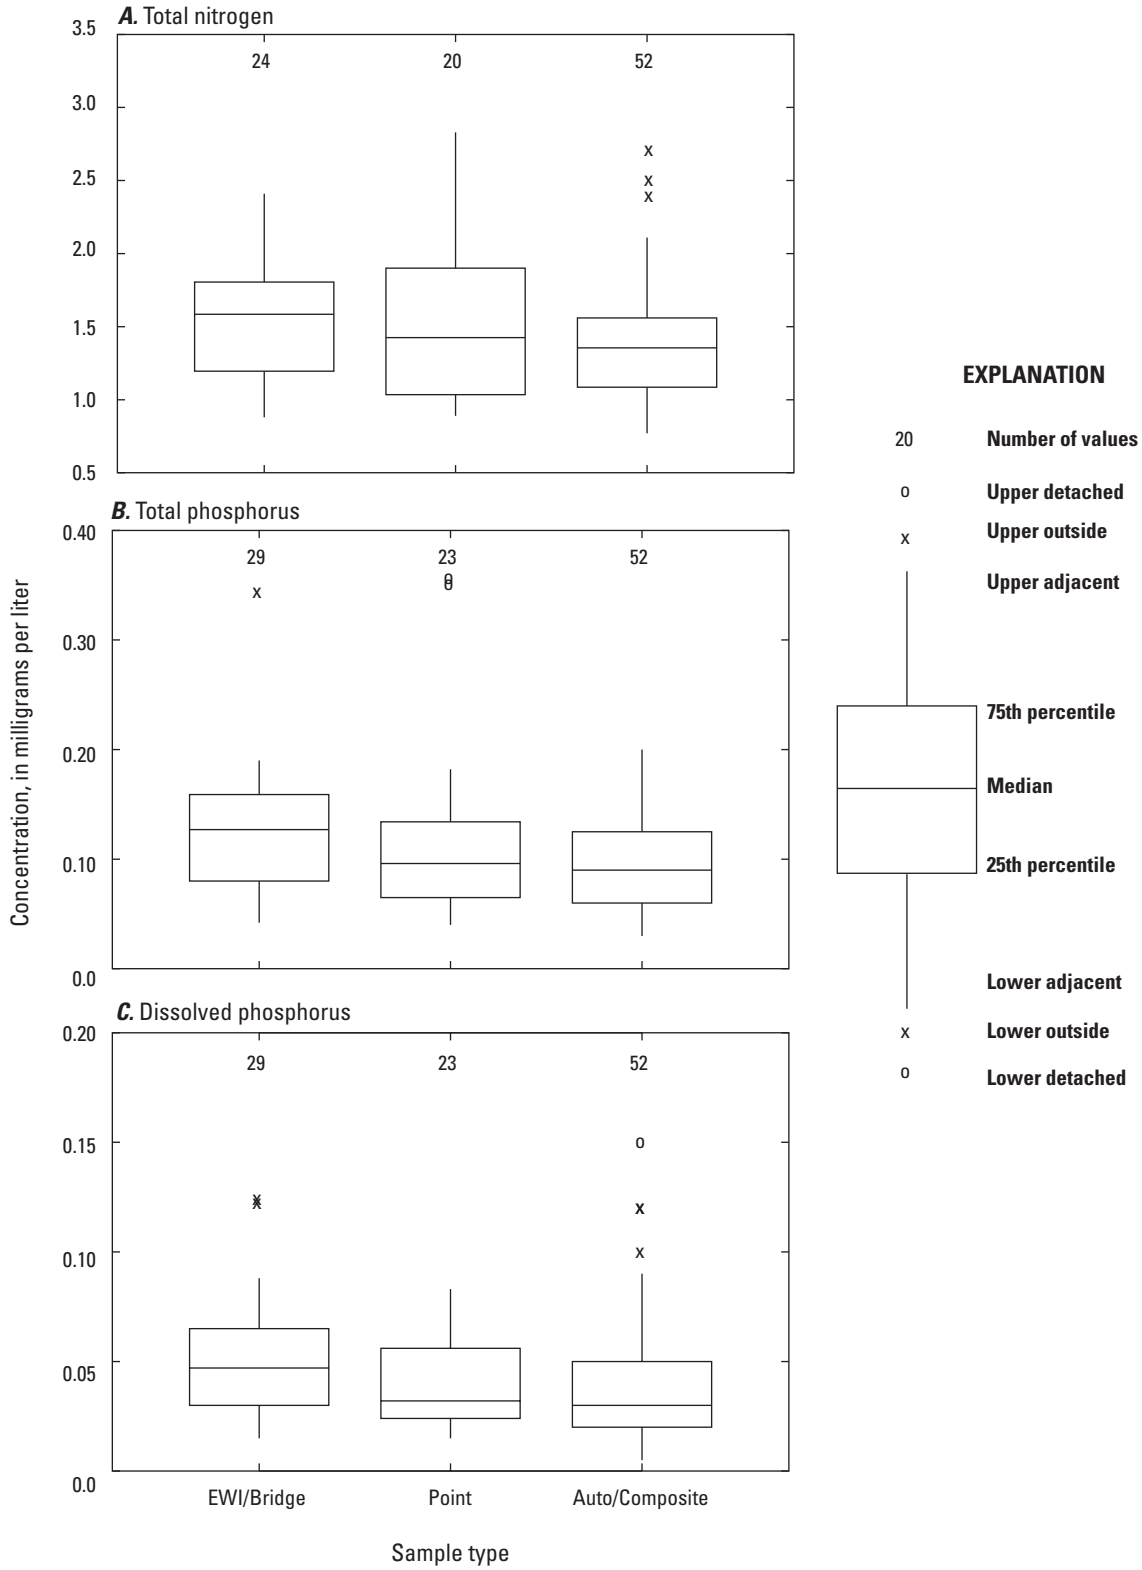 A. Total nitrogen
3.5
24 20 52
3.0
x
2.5
x
x
2.0
1.5
1.0
0.5
EXPLANATION
20 Number of values
o Upper detached
x Upper outside
Upper adjacent
75th percentile
Median
25th percentile
Lower adjacent
x Lower outside
o Lower detached
Concentration, in milligrams per liter
B. Total phosphorus
0.40
29 23 52
x o o
0.30
0.20
0.10
0.0
C. Dissolved phosphorus
0.20
29 23 52
0.15
o
x x x
0.10
x
0.05
0.0
EWI/Bridge Point Auto/Composite
Sample type